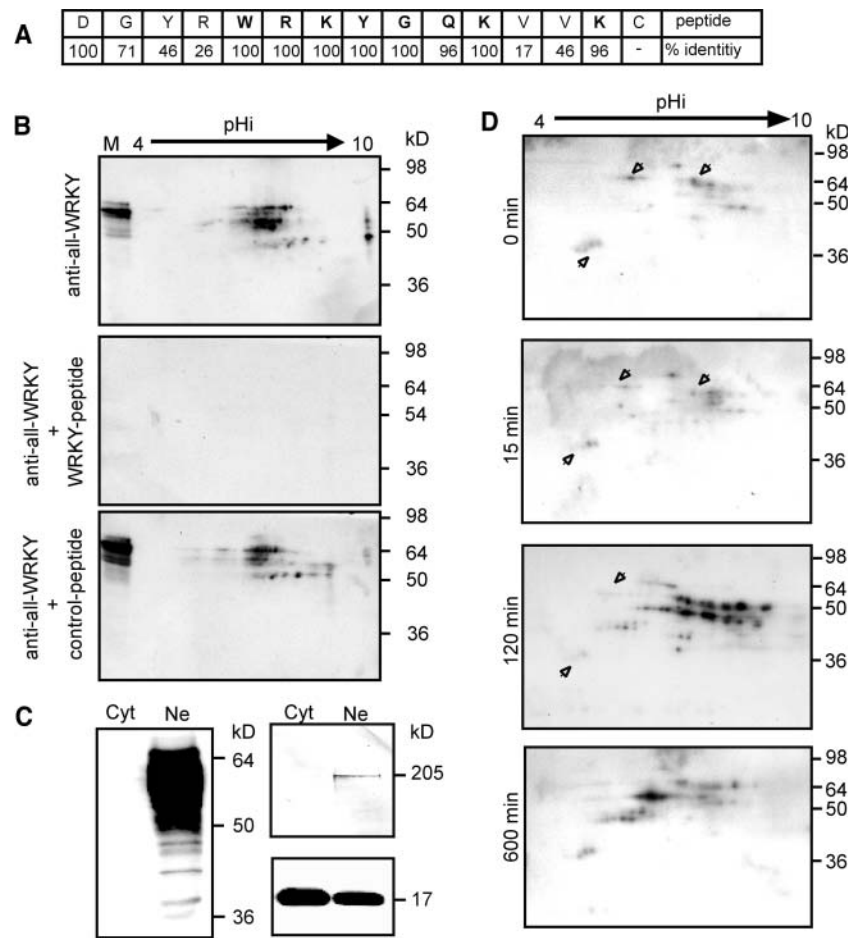 A
D G Y R W R K Y G Q K V V K C peptide
100 71 46 26 100 100 100 100 100 96 100 17 46 96 - % identitiy
B
pHi
M 4 10 kD
anti-all-WRKY
98
64
50
36
anti-all-WRKY
+
WRKY-peptide
98
64
54
36
anti-all-WRKY
+
control-peptide
98
64
50
36
C
Cyt Ne kD
64
50
36
Cyt Ne kD
205
17
D
pHi
4 10 kD
0 min
98
64
50
36
15 min
98
64
50
36
120 min
98
64
50
36
600 min
98
64
50
36